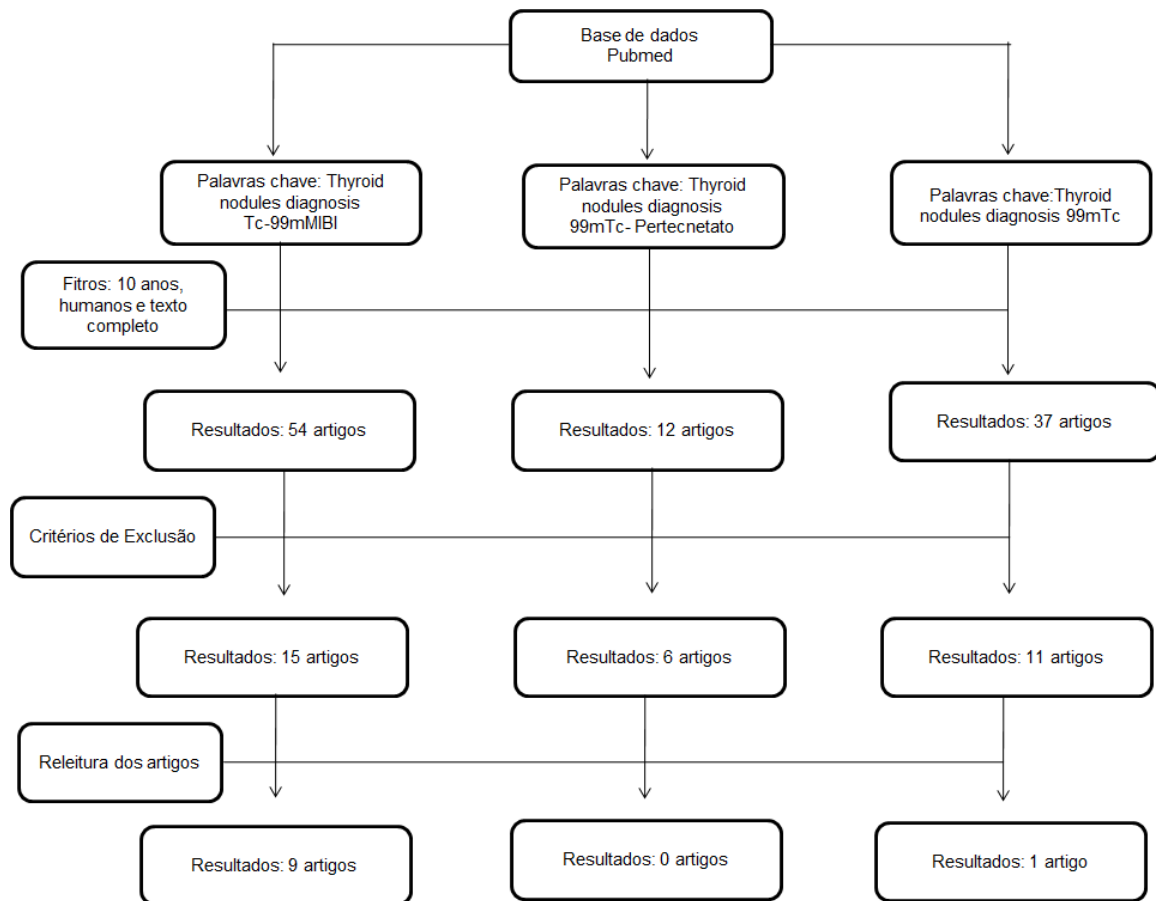 Base de dados
Pubmed
Palavras chave: Thyroid
nodules diagnosis
Tc-99mMIBI
Palavras chave: Thyroid
nodules diagnosis
99mTc- Pertecnetato
Palavras chave:Thyroid
nodules diagnosis 99mTc
Fitros: 10 anos,
humanos e texto
completo
Resultados: 54 artigos
Resultados: 12 artigos
Resultados: 37 artigos
Critérios de Exclusão
Resultados: 15 artigos
Resultados: 6 artigos
Resultados: 11 artigos
Releitura dos artigos
Resultados: 9 artigos
Resultados: 0 artigos
Resultados: 1 artigo